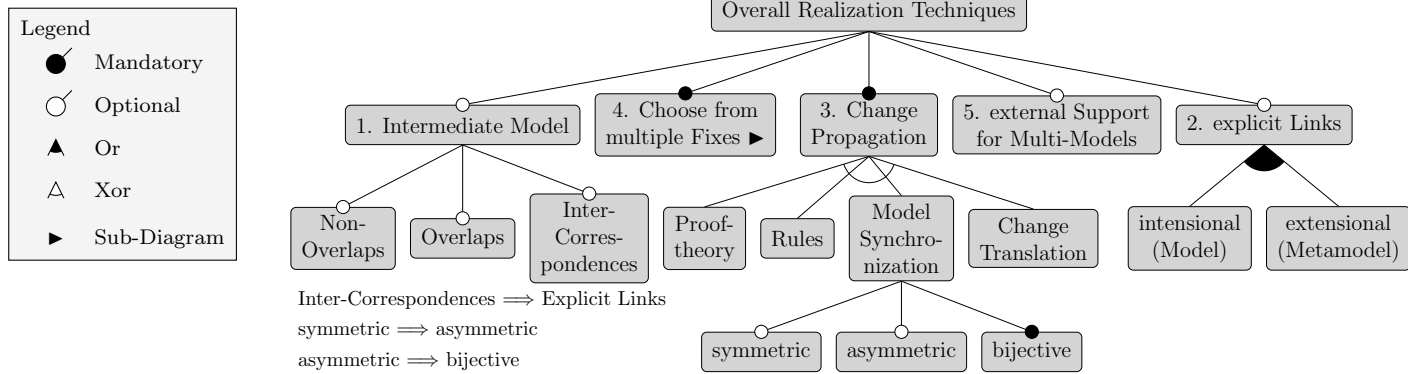 Legend
Mandatory
Optional
Or
Xor
Sub-Diagram
Overall Realization Techniques
1. Intermediate Model
4. Choose from
multiple Fixes ►
3. Change
Propagation
5. external Support
for Multi-Models
2. explicit Links
Non-
Overlaps
Overlaps
Inter-
Corres-
pondences
Proof-
theory
Rules
Model
Synchro-
nization
Change
Translation
intensional
(Model)
extensional
(Metamodel)
Inter-Correspondences ⟹ Explicit Links
symmetric ⟹ asymmetric
asymmetric ⟹ bijective
symmetric
asymmetric
bijective